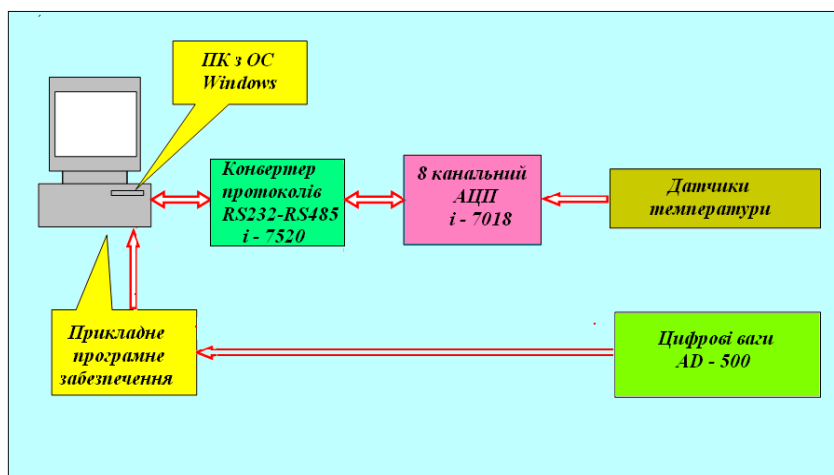 ПК з ОС
Windows
Конвертер
протоколів
RS232-RS485
i - 7520
8 канальний
АЦП
i - 7018
Датчики
температури
Прикладне
програмне
забезпечення
Цифрові ваги
AD - 500